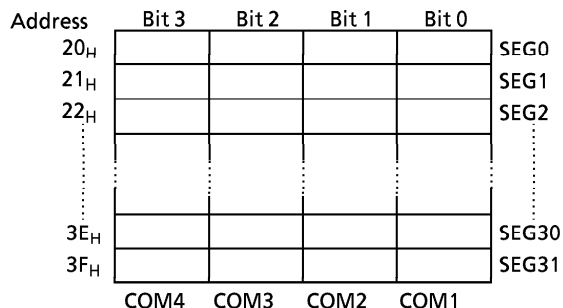 Address Bit 3 Bit 2 Bit 1 Bit 0
20H SEG0
21H SEG1
22H SEG2
3EH SEG30
3FH SEG31
COM4 COM3 COM2 COM1